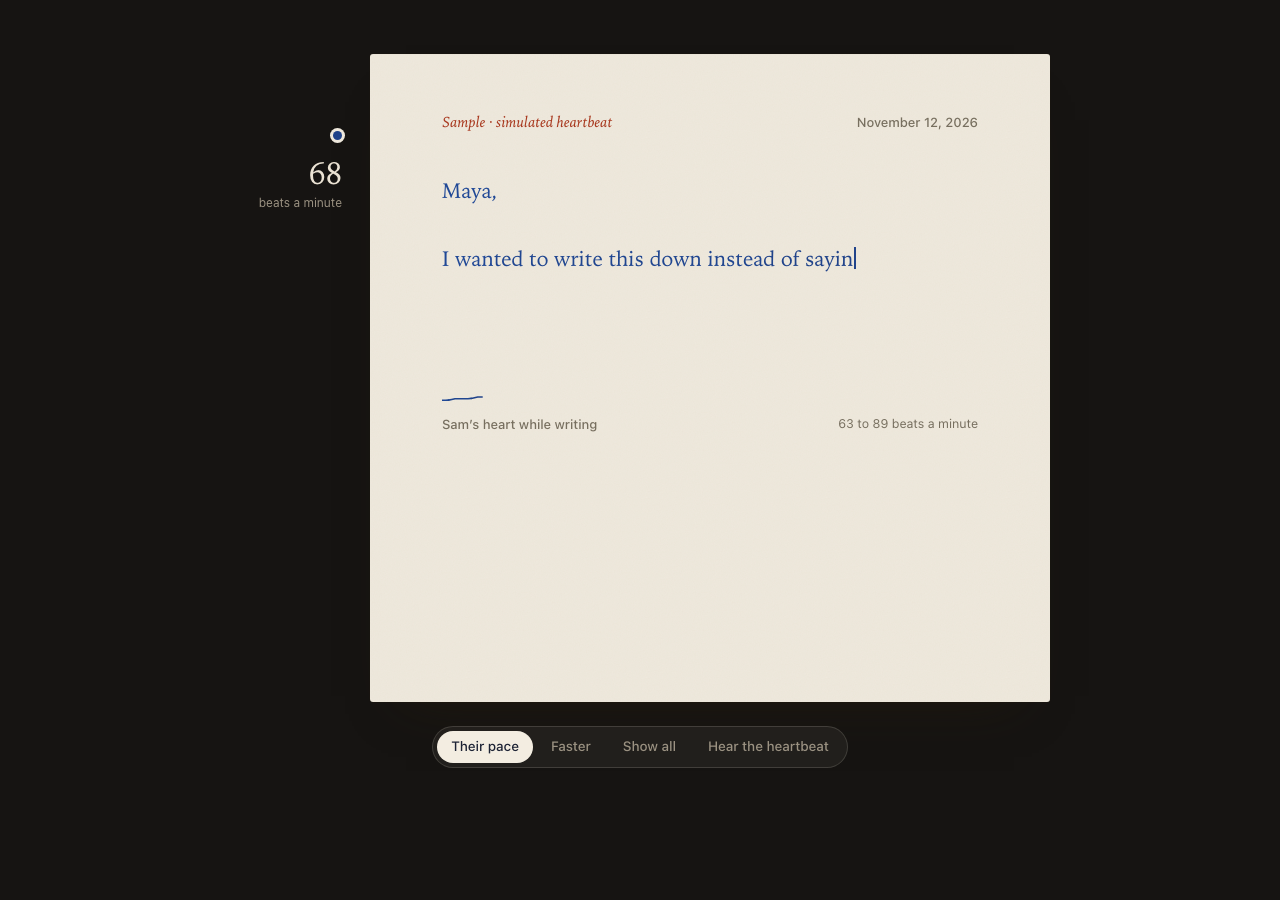 Sample · simulated heartbeat
November 12, 2026
68
beats a minute
Maya,
I wanted to write this down instead of sayin
Sam's heart while writing
63 to 89 beats a minute
Their pace
Faster
Show all
Hear the heartbeat